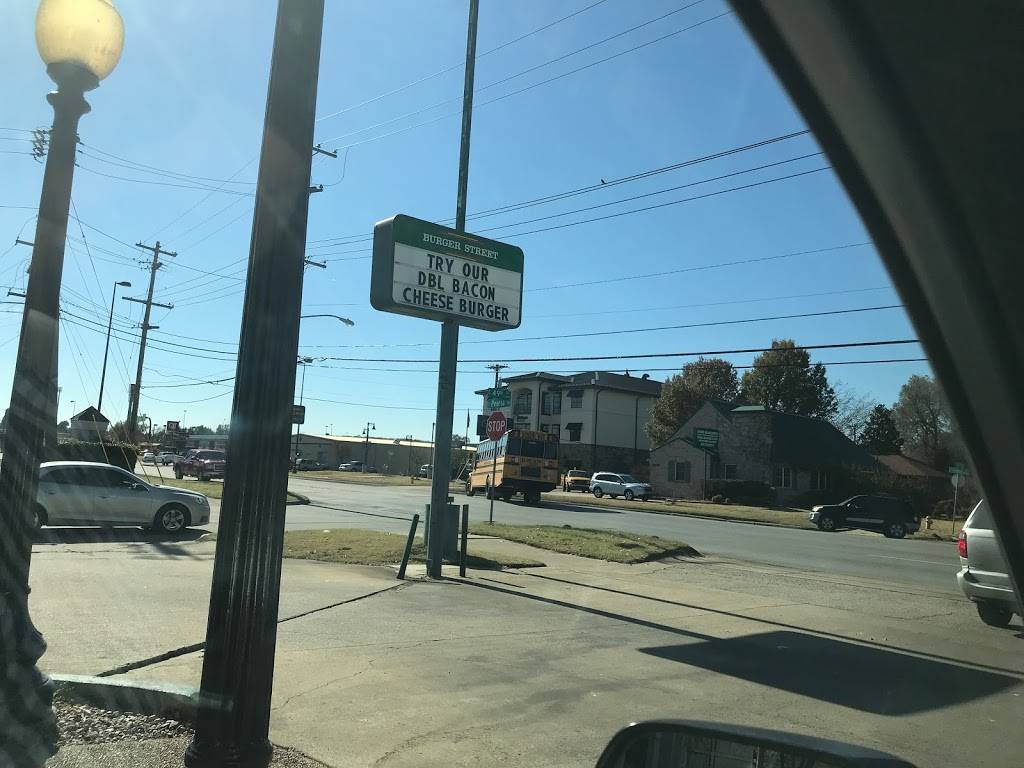 BURGER STREET
TRY OUR
DBL BACON
CHEESE BURGER
STOP